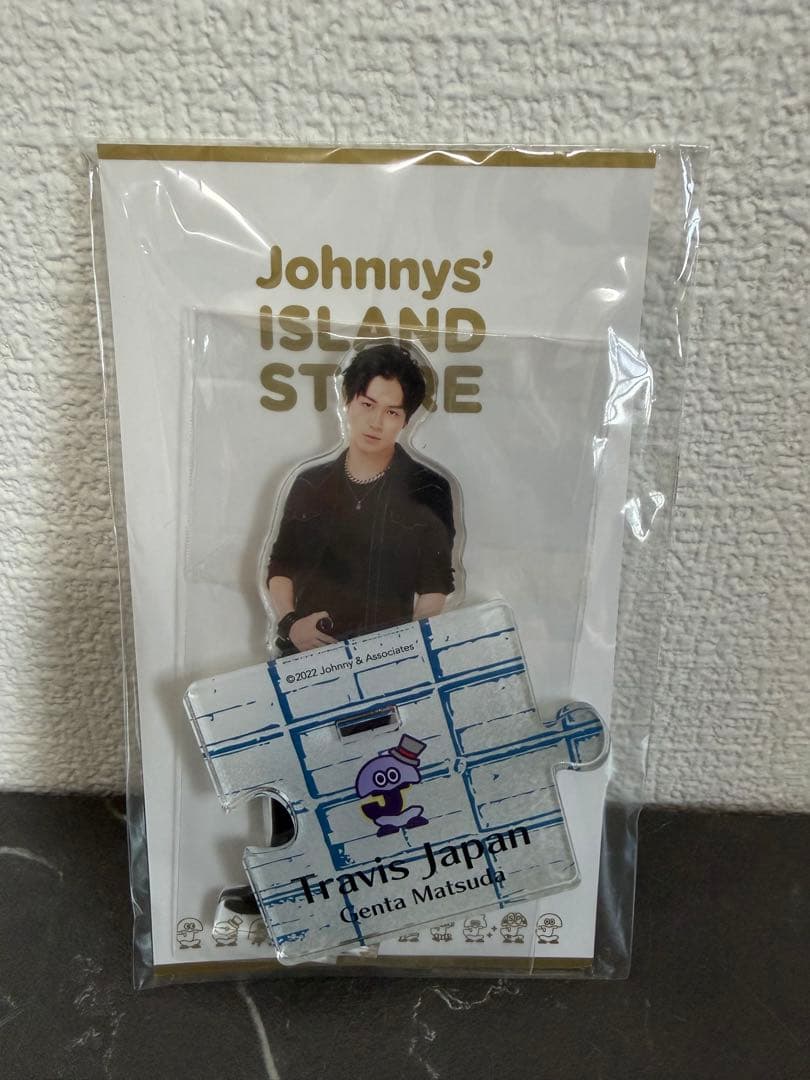 Johnnys'
ISLAND
STORE
©2022 Johnny & Associates
Travis Japan
Genta Matsuda